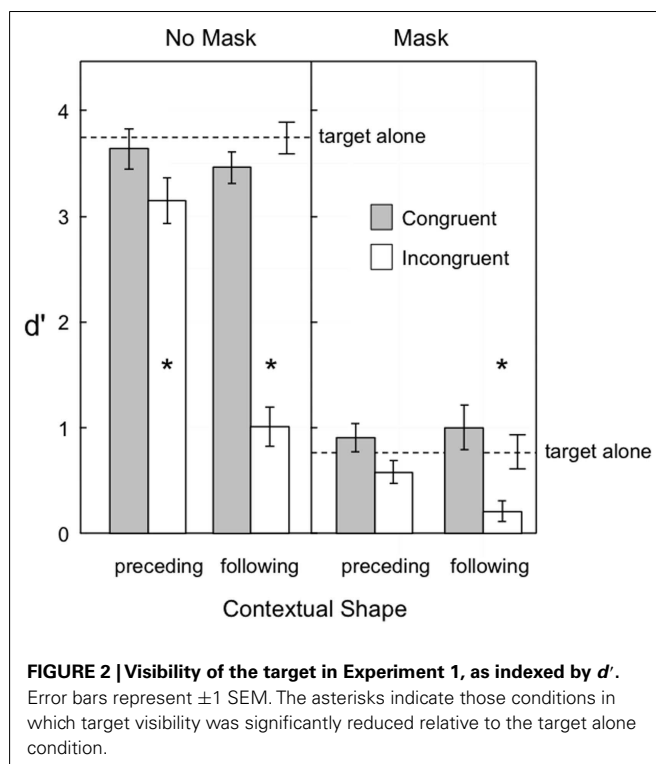 No Mask Mask
4
target alone
Congruent
3
Incongruent
d'
2
* * *
1
target alone
0
preceding following preceding following
Contextual Shape
FIGURE 2 | Visibility of the target in Experiment 1, as indexed by d′.
Error bars represent ±1 SEM. The asterisks indicate those conditions in
which target visibility was significantly reduced relative to the target alone
condition.